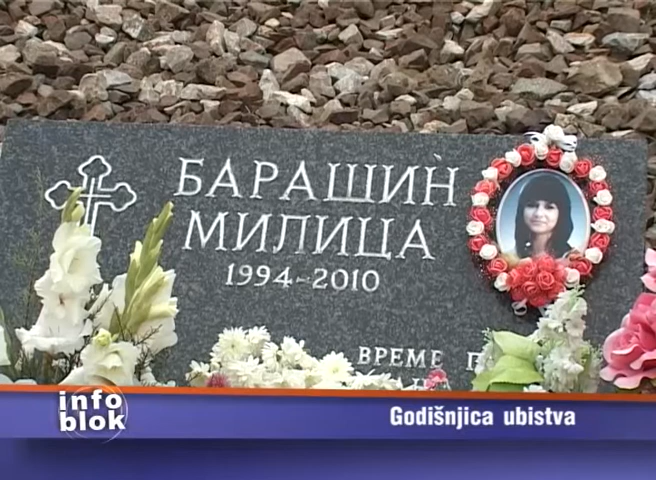 БАРАШИН
МИЛИЦА
1994-2010
ВРЕМЕ
info
blok
Godišnjica ubistva